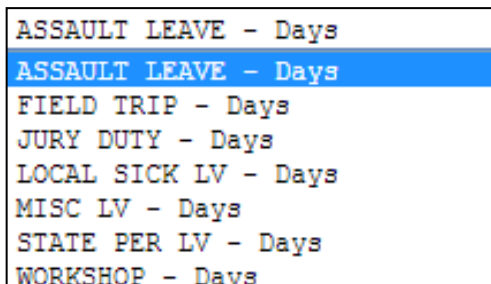 ASSAULT LEAVE - Days
ASSAULT LEAVE - Days
FIELD TRIP - Days
JURY DUTY - Days
LOCAL SICK LV - Days
MISC LV - Days
STATE PER LV - Days
WORKSHOP - Days